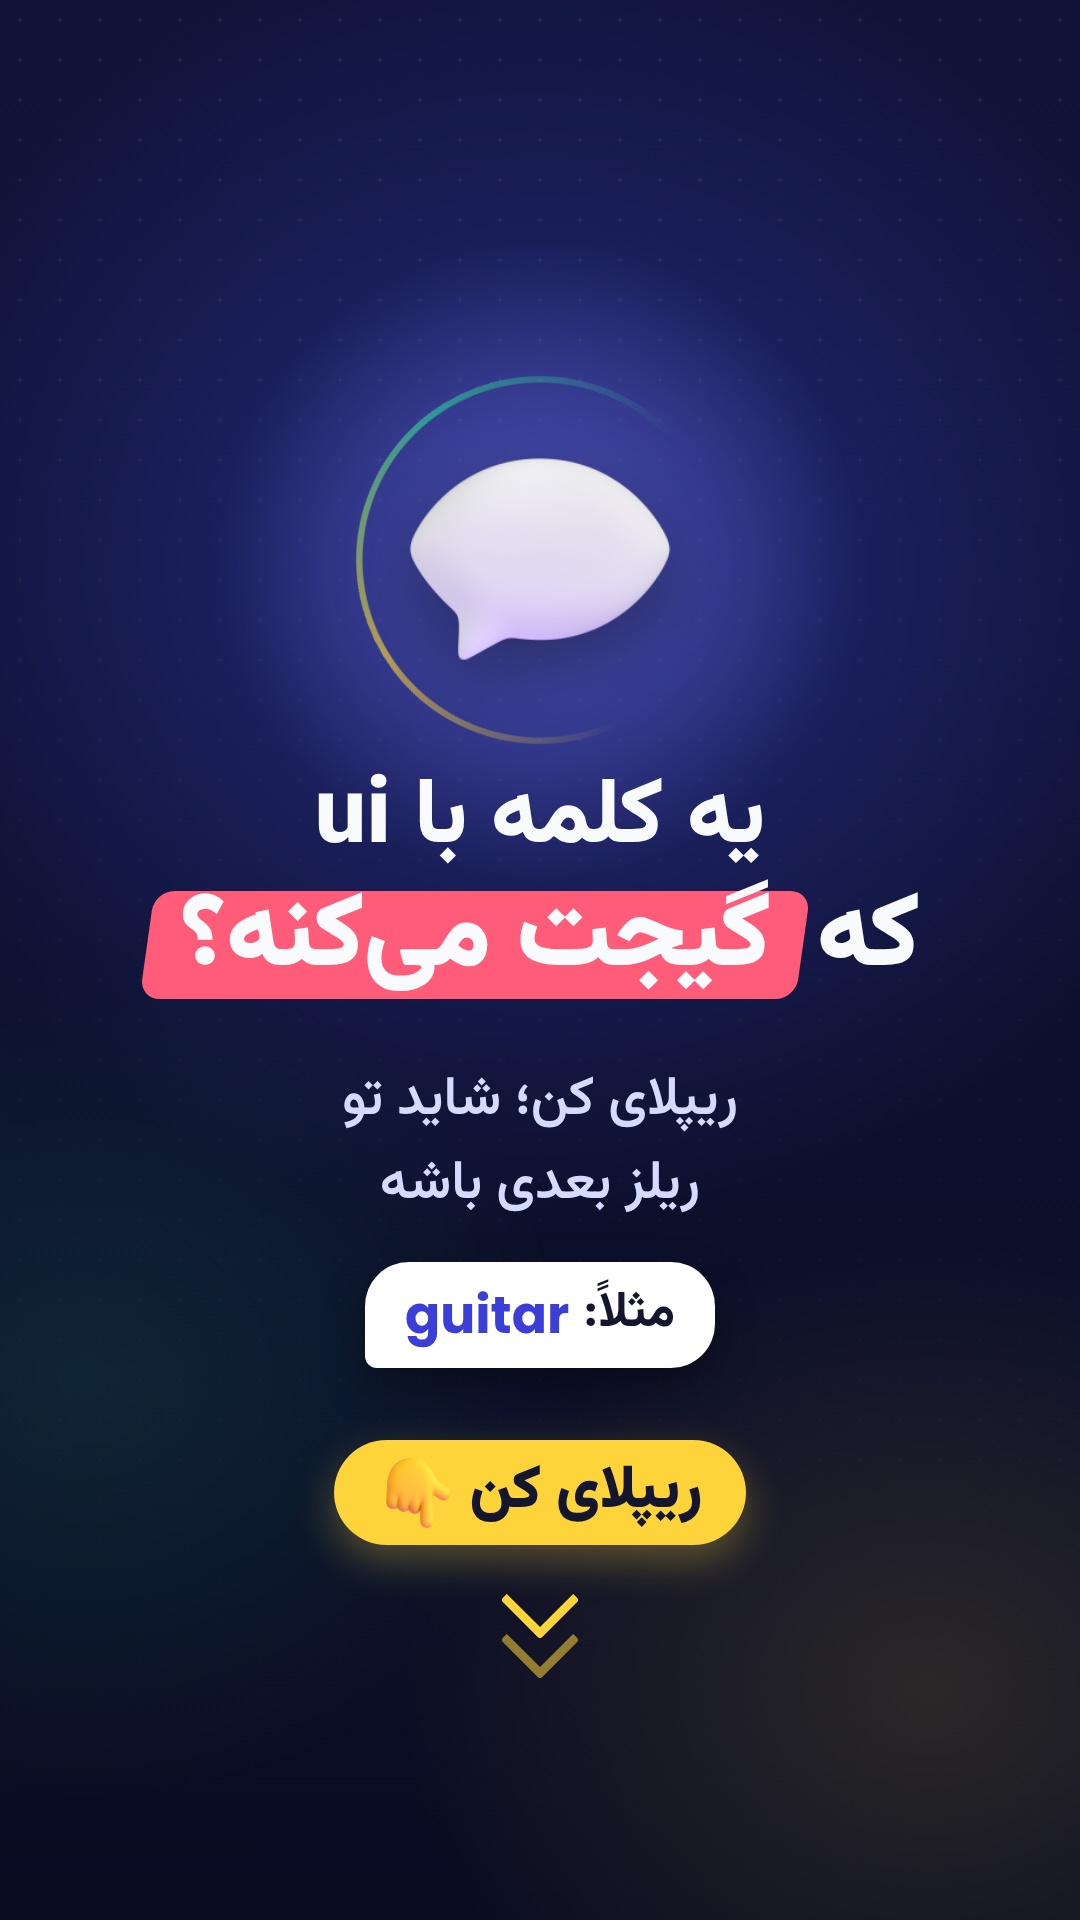 یه کلمه با ui
که گیجت می‌کنه؟
ریپلای کن؛ شاید تو
ریلز بعدی باشه
مثلاً: guitar
ریپلای کن 👇